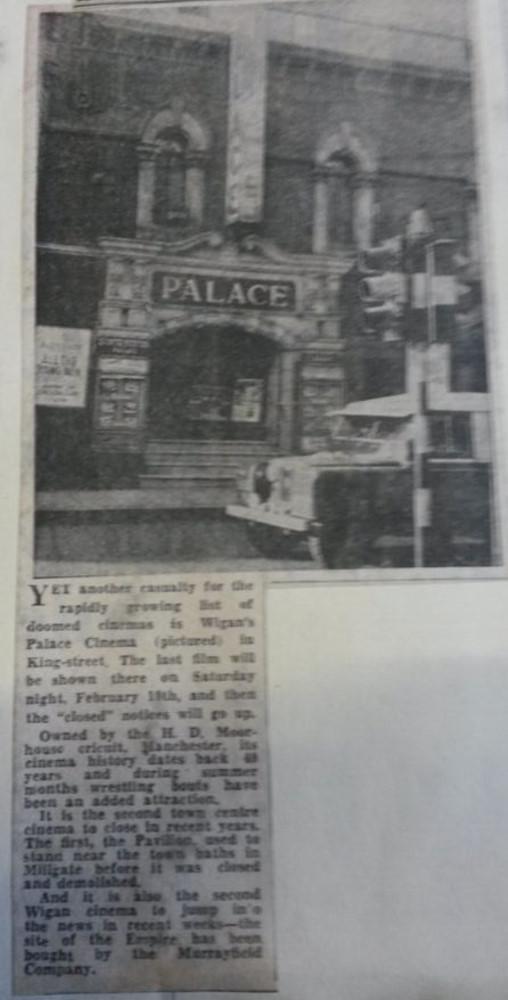 PALACE
YET another casualty for the
rapidly growing list of
doomed cinemas is Wigan's
Palace Cinema (pictured) in
King-street. The last film will
be shown there on Saturday
night, February 18th, and then
the "closed" notices will go up.
Owned by the H. D. Moor-
house cricuit, Manchester, its
cinema history dates back
years and during summer
months wrestling bouts have
been an added attraction.
It is the second town centre
cinema to close in recent years.
The first, the Pavilion, used to
stand near the town baths in
Millgate before it was closed
and demolished.
And it is also the second
Wigan cinema to jump in'o
the news in recent weeks—the
site of the Empire has been
bought by the Murrayfield
Company.